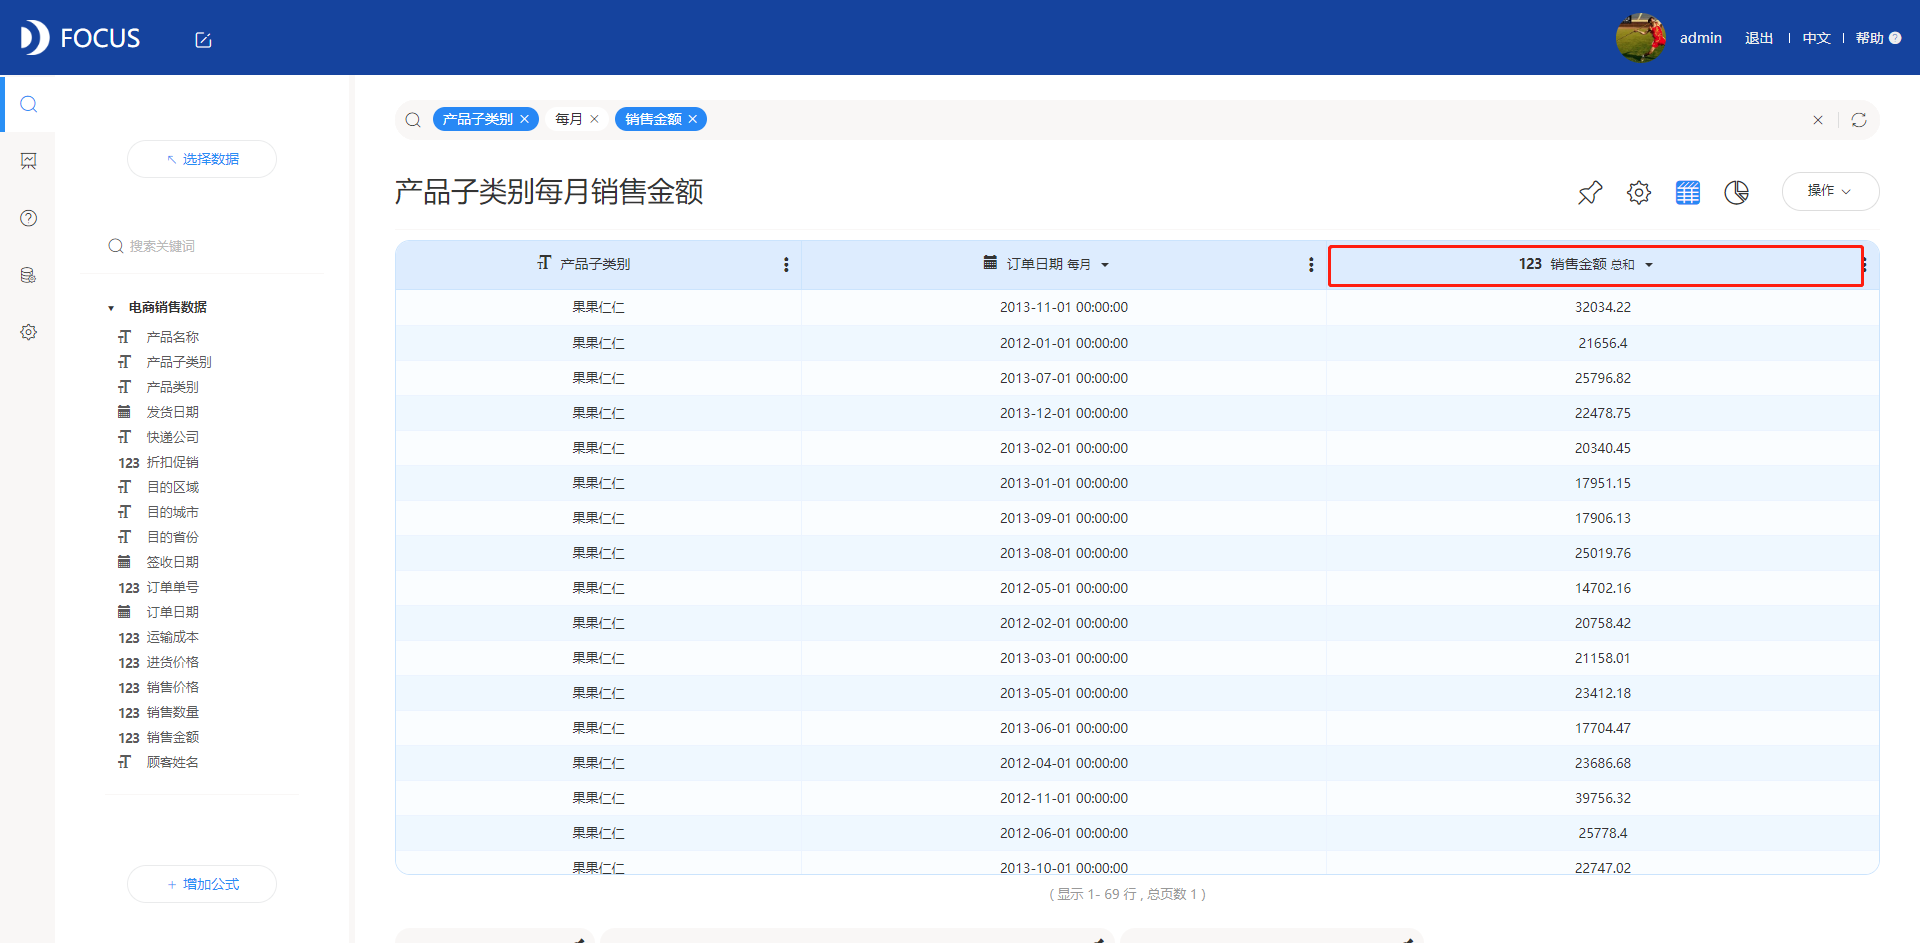 FOCUS
admin 退出 中文 帮助 ?
产品子类别 × 每月 × 销售金额 ×
选择数据
产品子类别每月销售金额
操作
搜索关键词
电商销售数据
产品名称
产品子类别
产品类别
发货日期
快递公司
123 折扣促销
目的区域
目的城市
目的省份
签收日期
123 订单单号
订单日期
123 运输成本
123 进货价格
123 销售价格
123 销售数量
123 销售金额
顾客姓名
+ 增加公式
产品子类别 订单日期 每月 123 销售金额 总和
果果仁仁 2013-11-01 00:00:00 32034.22
果果仁仁 2012-01-01 00:00:00 21656.4
果果仁仁 2013-07-01 00:00:00 25796.82
果果仁仁 2013-12-01 00:00:00 22478.75
果果仁仁 2013-02-01 00:00:00 20340.45
果果仁仁 2013-01-01 00:00:00 17951.15
果果仁仁 2013-09-01 00:00:00 17906.13
果果仁仁 2013-08-01 00:00:00 25019.76
果果仁仁 2012-05-01 00:00:00 14702.16
果果仁仁 2012-02-01 00:00:00 20758.42
果果仁仁 2013-03-01 00:00:00 21158.01
果果仁仁 2013-05-01 00:00:00 23412.18
果果仁仁 2013-06-01 00:00:00 17704.47
果果仁仁 2012-04-01 00:00:00 23686.68
果果仁仁 2012-11-01 00:00:00 39756.32
果果仁仁 2012-06-01 00:00:00 25778.4
果果仁仁 2013-10-01 00:00:00 22747.02
( 显示 1- 69 行 , 总页数 1 )